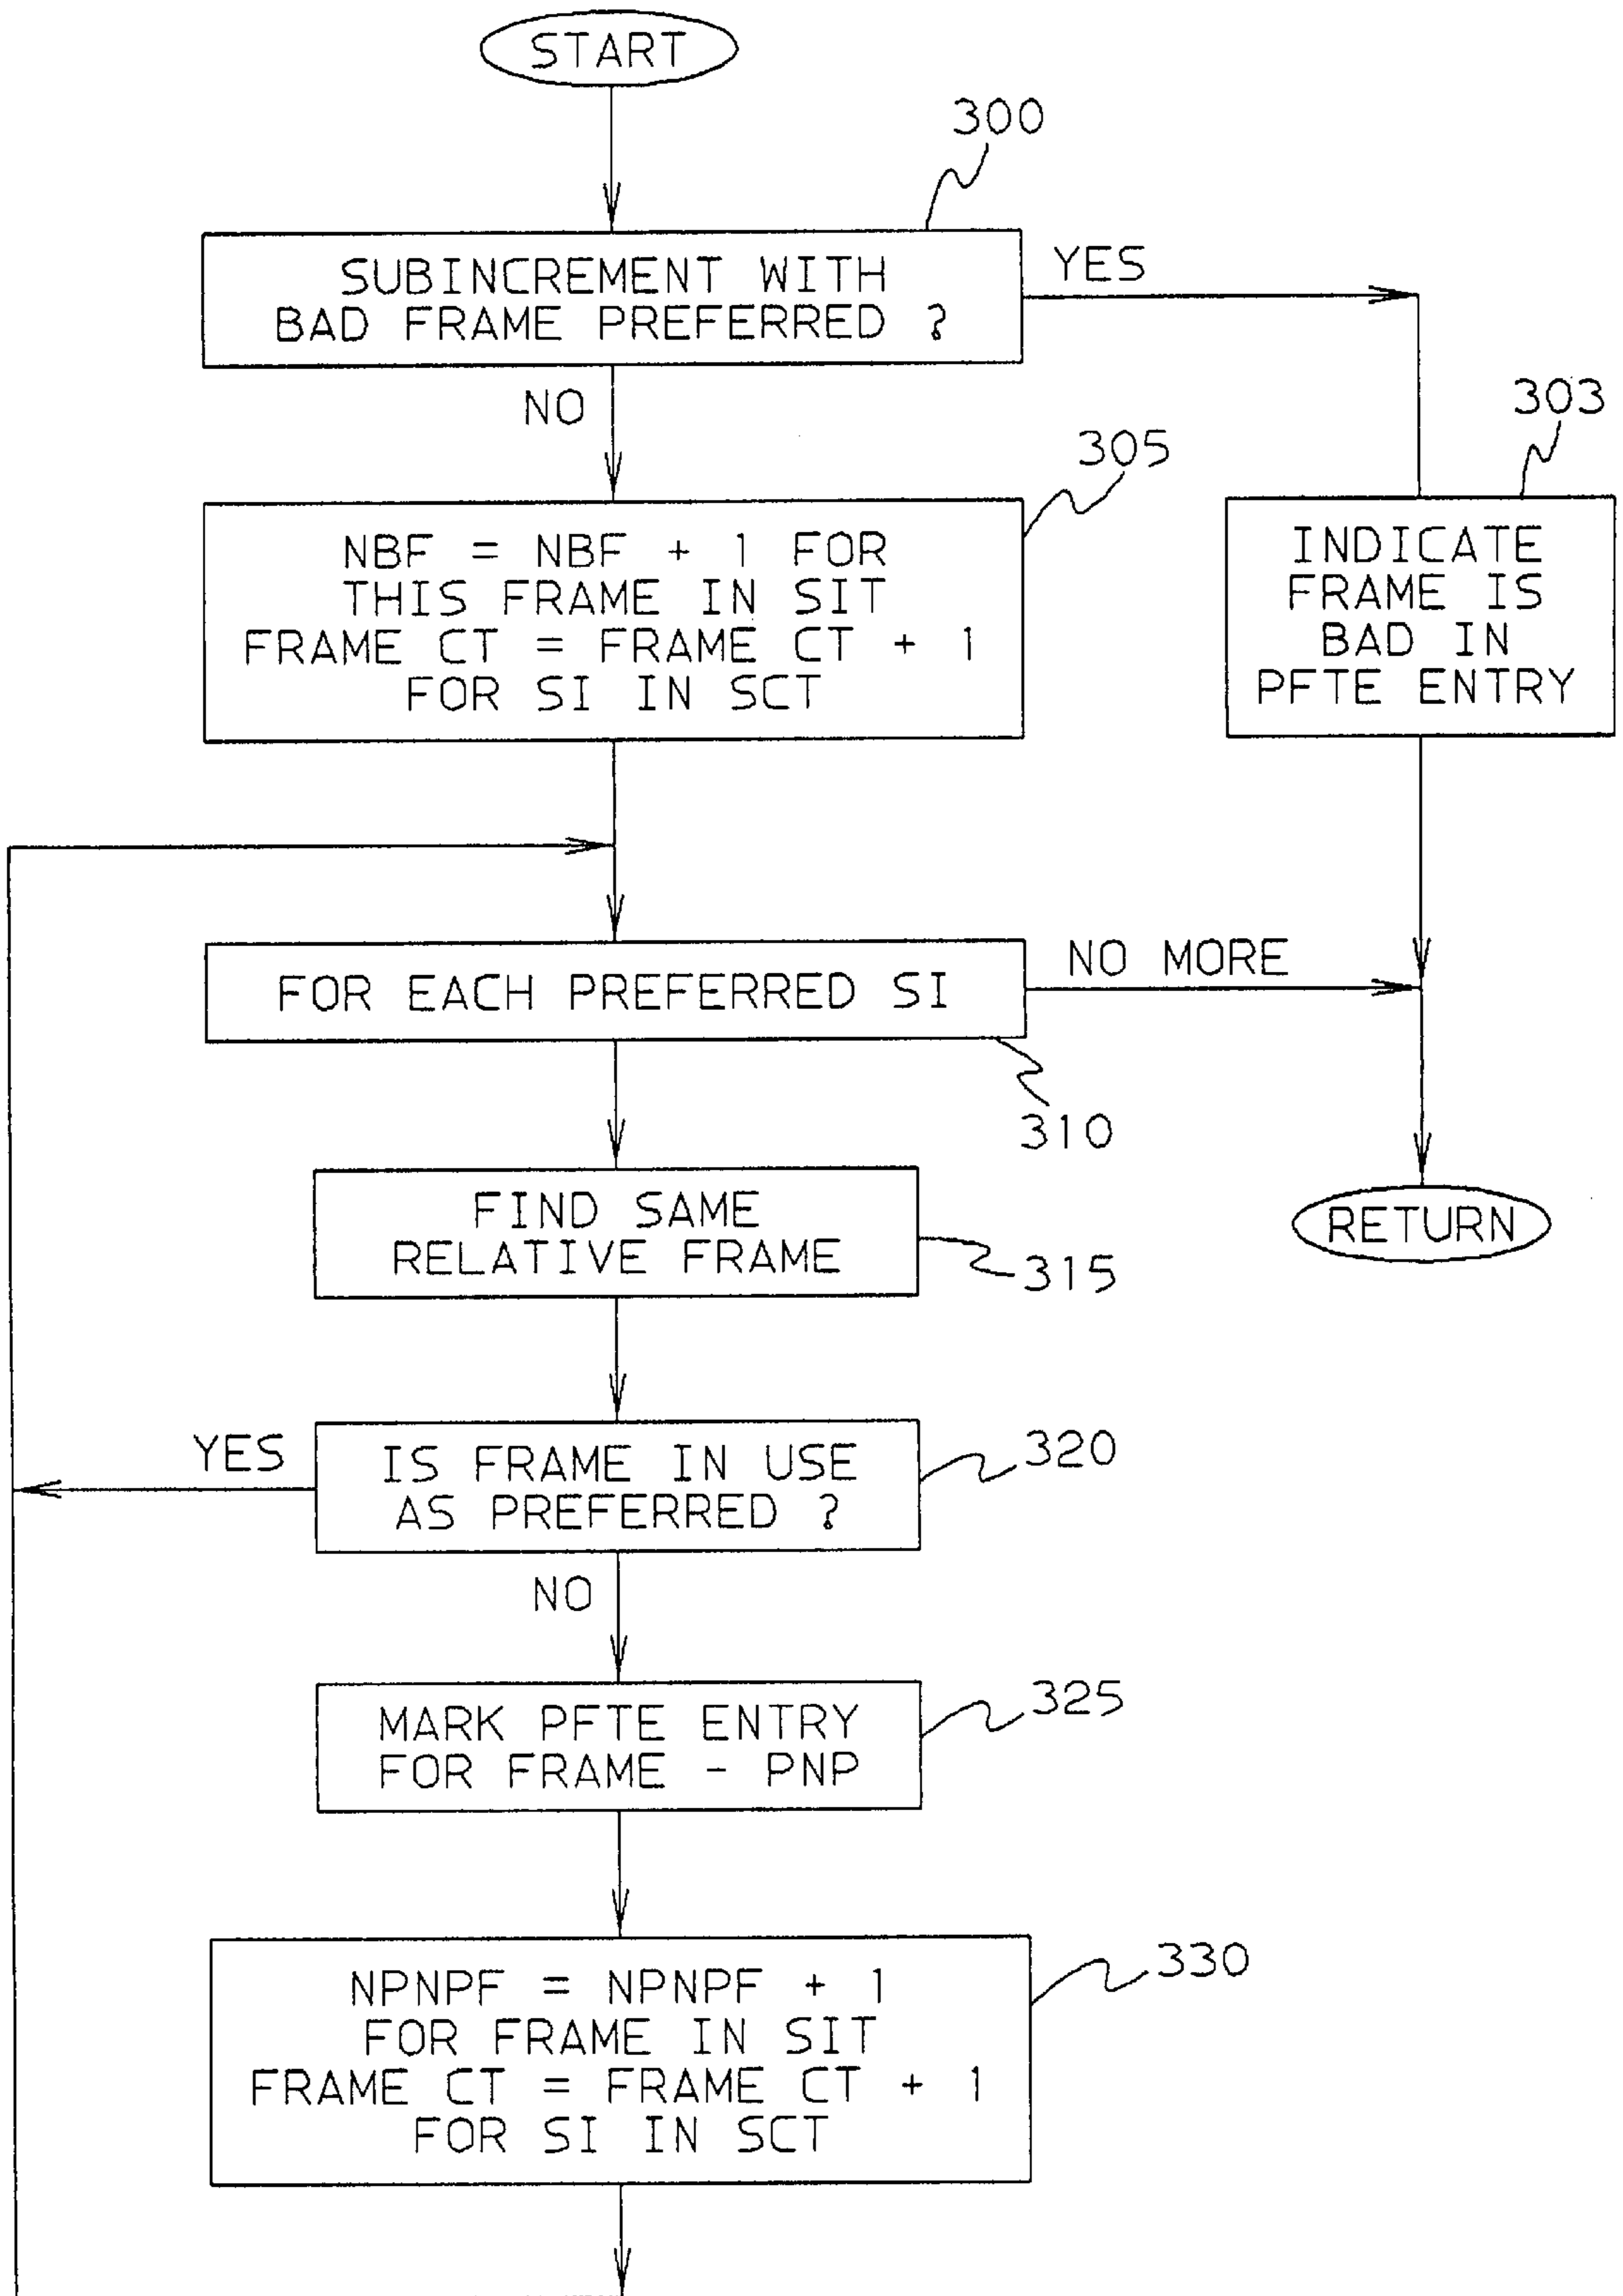 START
300
SUBINCREMENT WITH
BAD FRAME PREFERRED ?
YES
NO
303
305
NBF = NBF + 1 FOR
THIS FRAME IN SIT
FRAME CT = FRAME CT + 1
FOR SI IN SCT
INDICATE
FRAME IS
BAD IN
PFTE ENTRY
FOR EACH PREFERRED SI
NO MORE
310
FIND SAME
RELATIVE FRAME
315
RETURN
IS FRAME IN USE
AS PREFERRED ?
YES
320
NO
MARK PFTE ENTRY
FOR FRAME - PNP
325
NPNPF = NPNPF + 1
FOR FRAME IN SIT
FRAME CT = FRAME CT + 1
FOR SI IN SCT
330